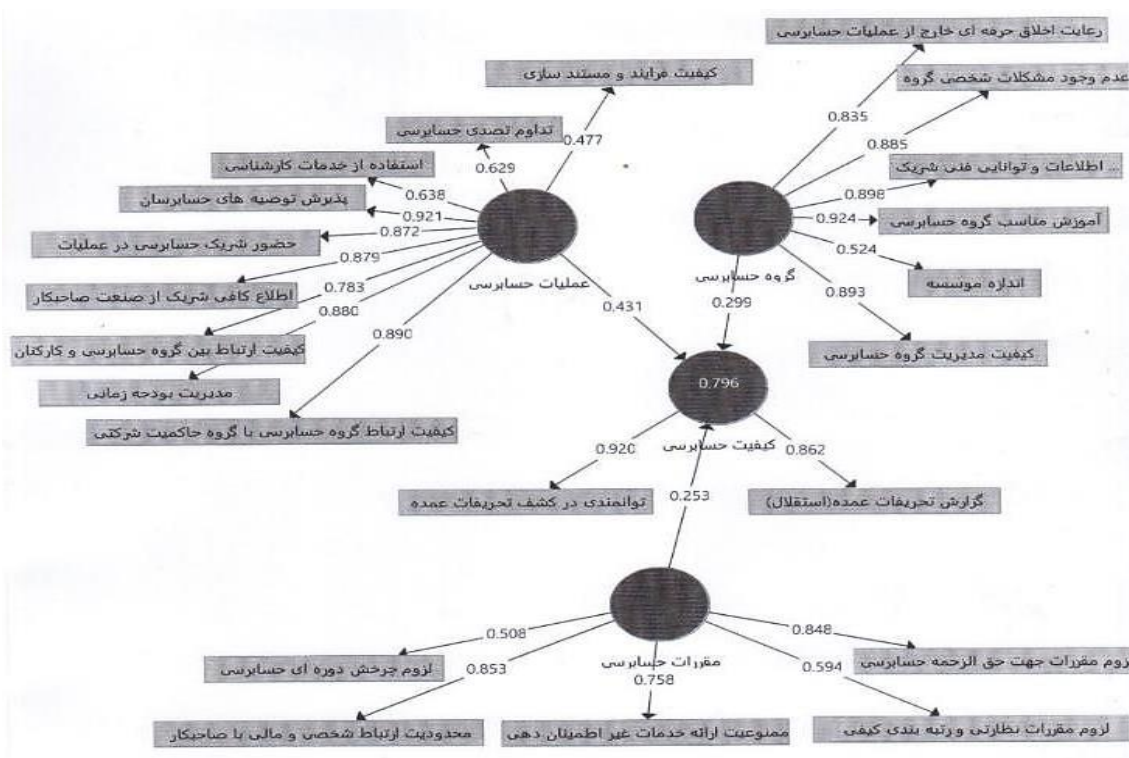 رعایت اخلاق حرفه ای خارج از عملیات حسابرسی
کیفیت فرایند و مستند سازی
عدم وجود مشکلات شخصی گروه
0.835
0.477
تداوم تصدی حسابرسی
0.885
استفاده از خدمات کارشناسی
0.629
... اطلاعات و توانایی فنی شریک
0.638
0.898
پذیرش توصیه های حسابرسان
0.921
0.924
آموزش مناسب گروه حسابرسی
0.872
حضور شریک حسابرسی در عملیات
0.524
0.879
عملیات حسابرسی
گروه حسابرسی
اندازه موسسه
0.783
اطلاع کافی شریک از صنعت صاحبکار
0.431
0.299
0.893
0.880
0.890
کیفیت ارتباط بین گروه حسابرسی و کارکنان
کیفیت مدیریت گروه حسابرسی
0.796
مدیریت بودجه زمانی
کیفیت ارتباط گروه حسابرسی با گروه حاکمیت شرکتی
کیفیت حسابرسی
0.920
0.862
توانمندی در کشف تحریفات عمده
0.253
گزارش تحریفات عمده(استقلال)
0.508
0.848
لزوم چرخش دوره ای حسابرسی
مقررات حسابرسی
لزوم مقررات جهت حق الزحمه حسابرسی
0.853
0.758
0.594
محدودیت ارتباط شخصی و مالی با صاحبکار
ممنوعیت ارائه خدمات غیر اطمینان دهی
لزوم مقررات نظارتی و رتبه بندی کیفی